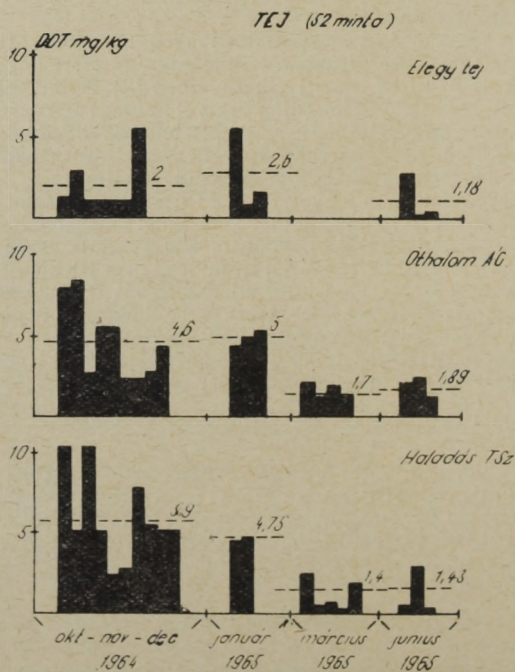 TEJ (52 minta)
DDT mg/kg
Elegy tej
10
5
2
2,6
1,18
Öthalom ÁG.
10
5
4,6
5
1,7
1,89
Haladás TSz
10
5
5,9
4,75
1,4
1,43
okt - nov - dec
1964
január
1965
március
1965
junius
1965